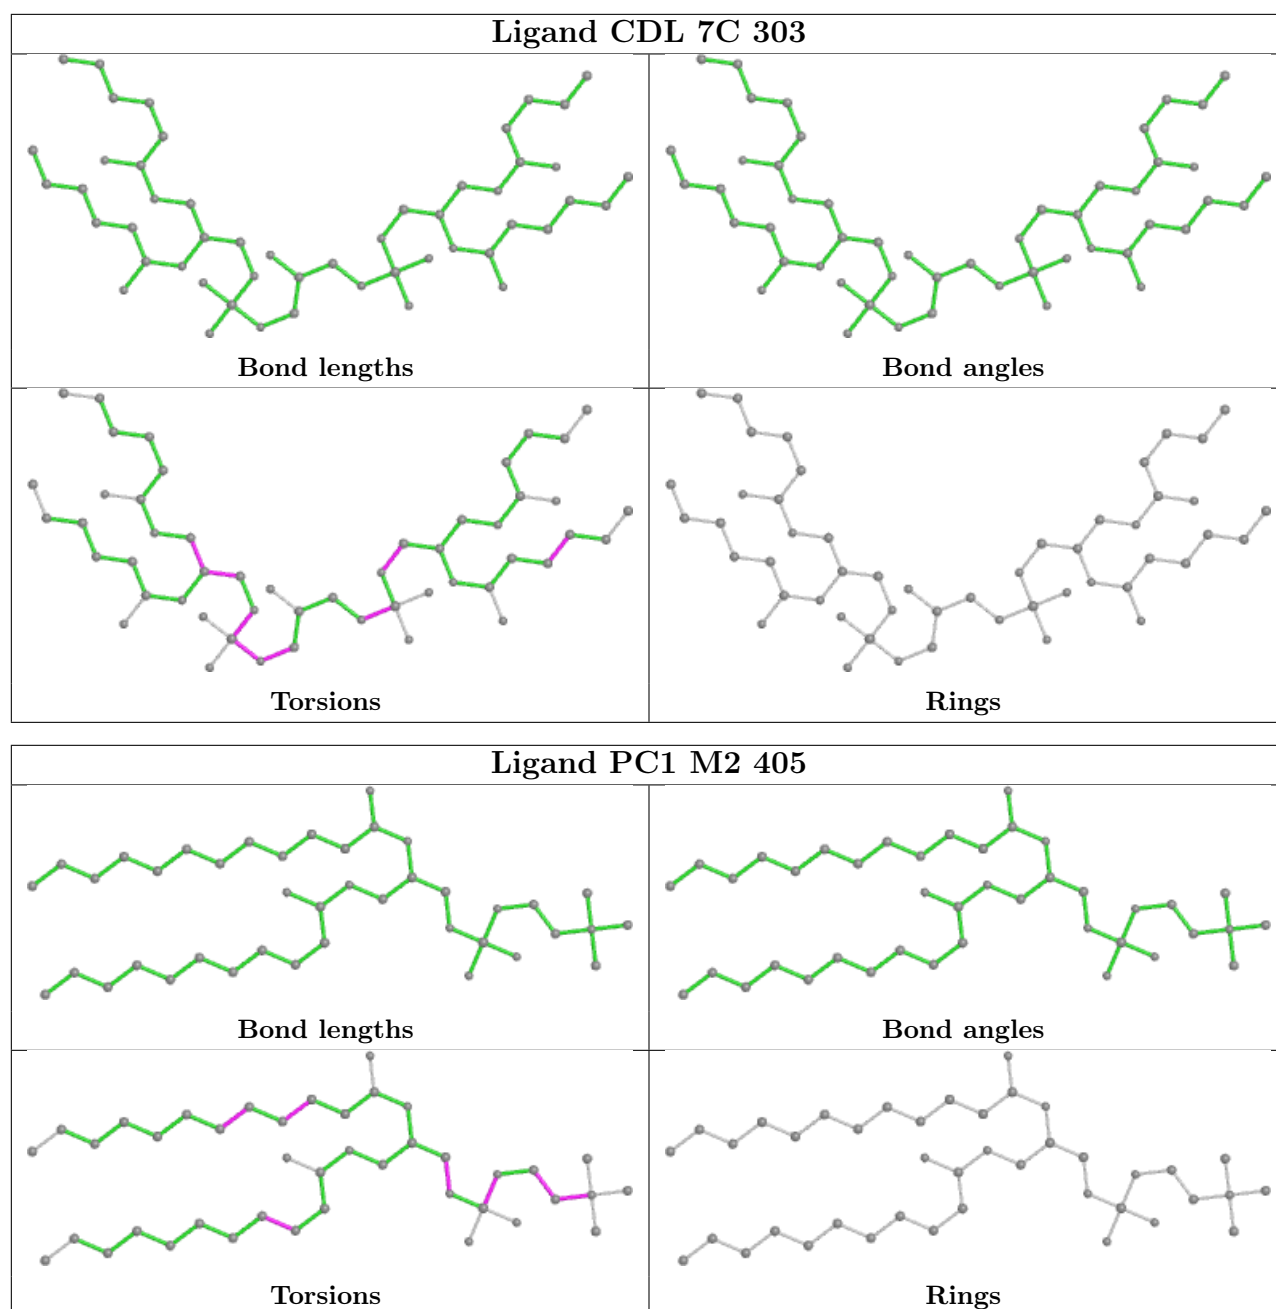 Ligand CDL 7C 303
Bond lengths
Bond angles
Torsions
Rings
Ligand PC1 M2 405
Bond lengths
Bond angles
Torsions
Rings